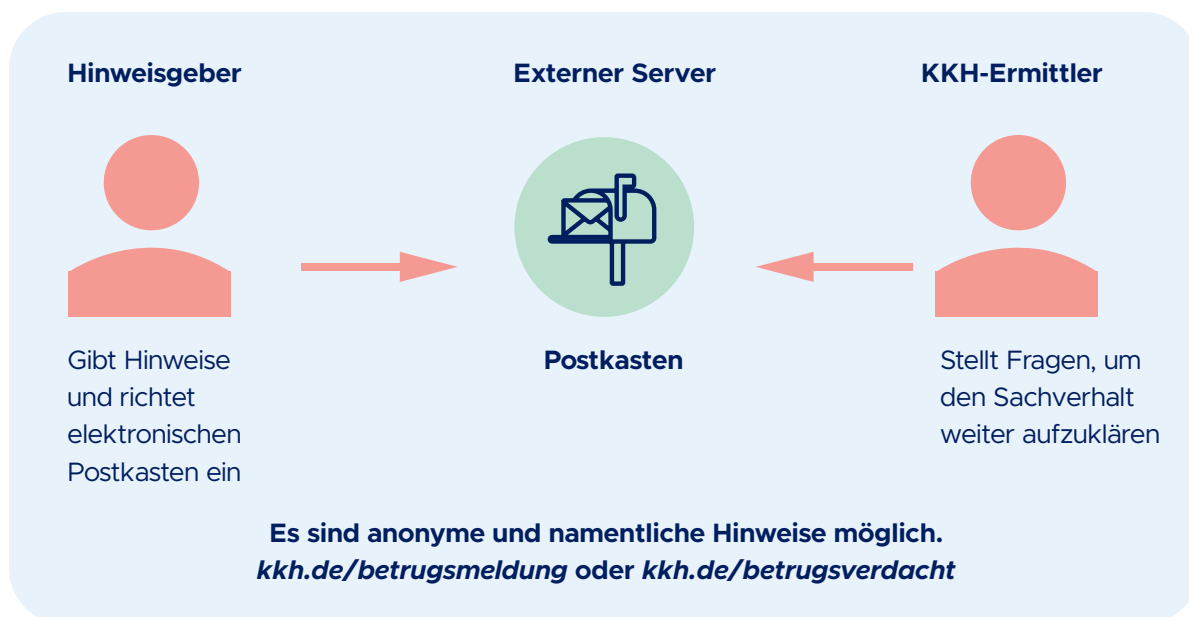 Hinweisgeber
Gibt Hinweise
und richtet
elektronischen
Postkasten ein
Externer Server
Postkasten
KKH-Ermittler
Stellt Fragen, um
den Sachverhalt
weiter aufzuklären
Es sind anonyme und namentliche Hinweise möglich.
kkh.de/betrugsmeldung oder kkh.de/betrugsverdacht